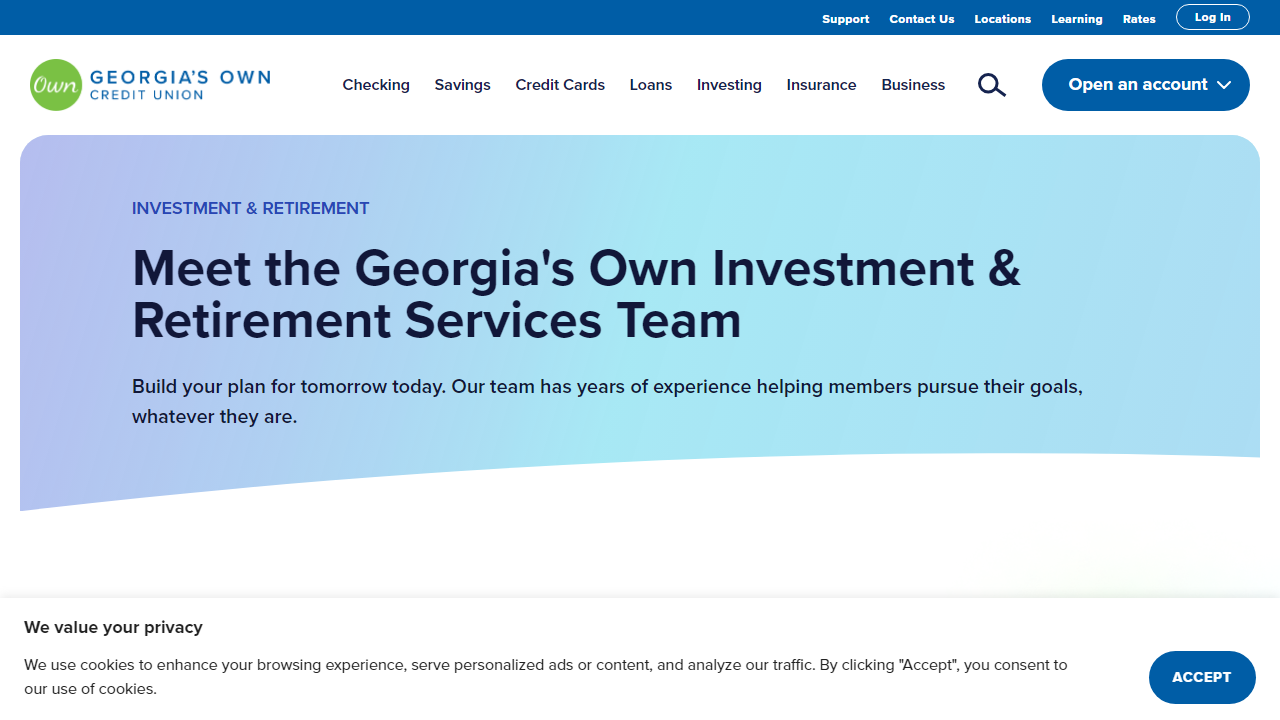 Support Contact Us Locations Learning Rates Log In
Own GEORGIA'S OWN
CREDIT UNION
Checking Savings Credit Cards Loans Investing Insurance Business Open an account
INVESTMENT & RETIREMENT
Meet the Georgia's Own Investment &
Retirement Services Team
Build your plan for tomorrow today. Our team has years of experience helping members pursue their goals,
whatever they are.
We value your privacy
We use cookies to enhance your browsing experience, serve personalized ads or content, and analyze our traffic. By clicking "Accept", you consent to
our use of cookies.
ACCEPT